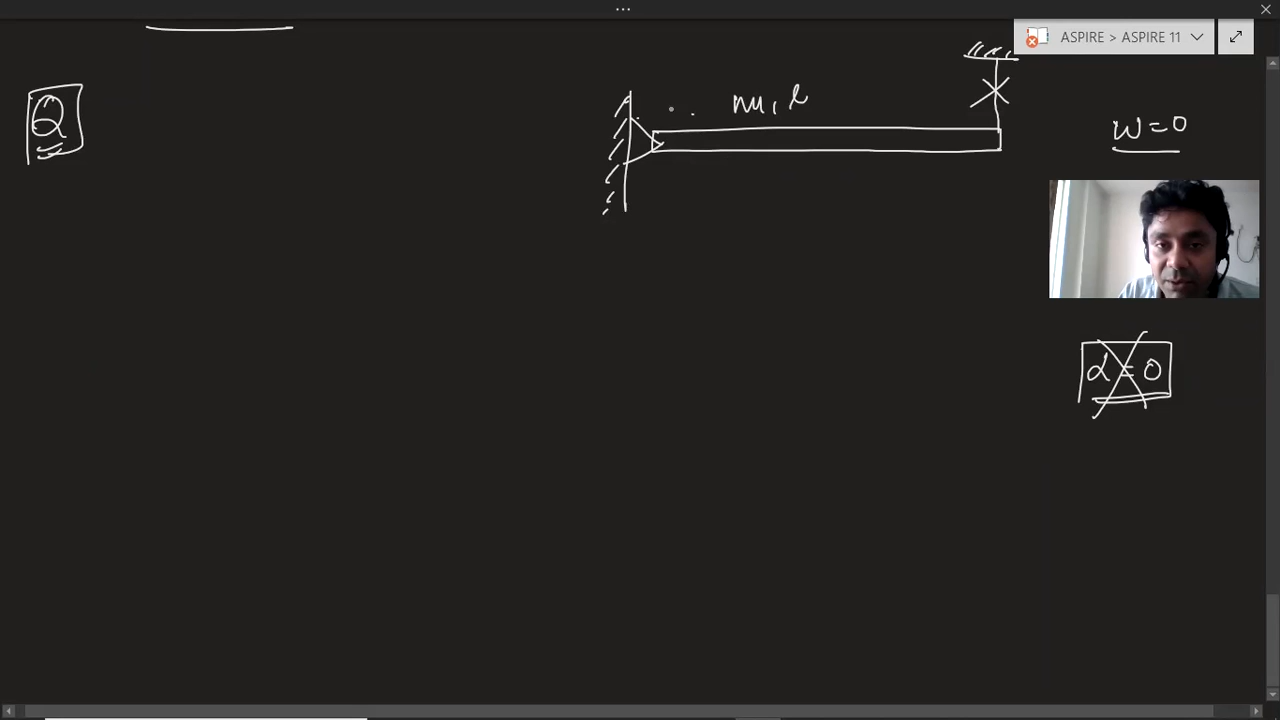 ASPIRE > ASPIRE 11
Q
m, l
w=0
α=0